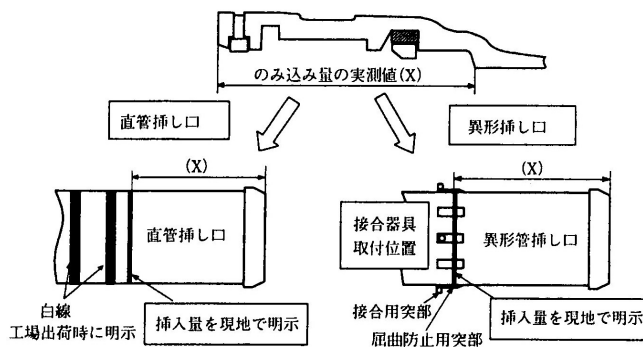 のみ込み量の実測値(X)
直管挿し口
異形挿し口
(X)
(X)
直管挿し口
接合器具
取付位置
異形管挿し口
白線
工場出荷時に明示
挿入量を現地で明示
接合用突部
屈曲防止用突部
挿入量を現地で明示